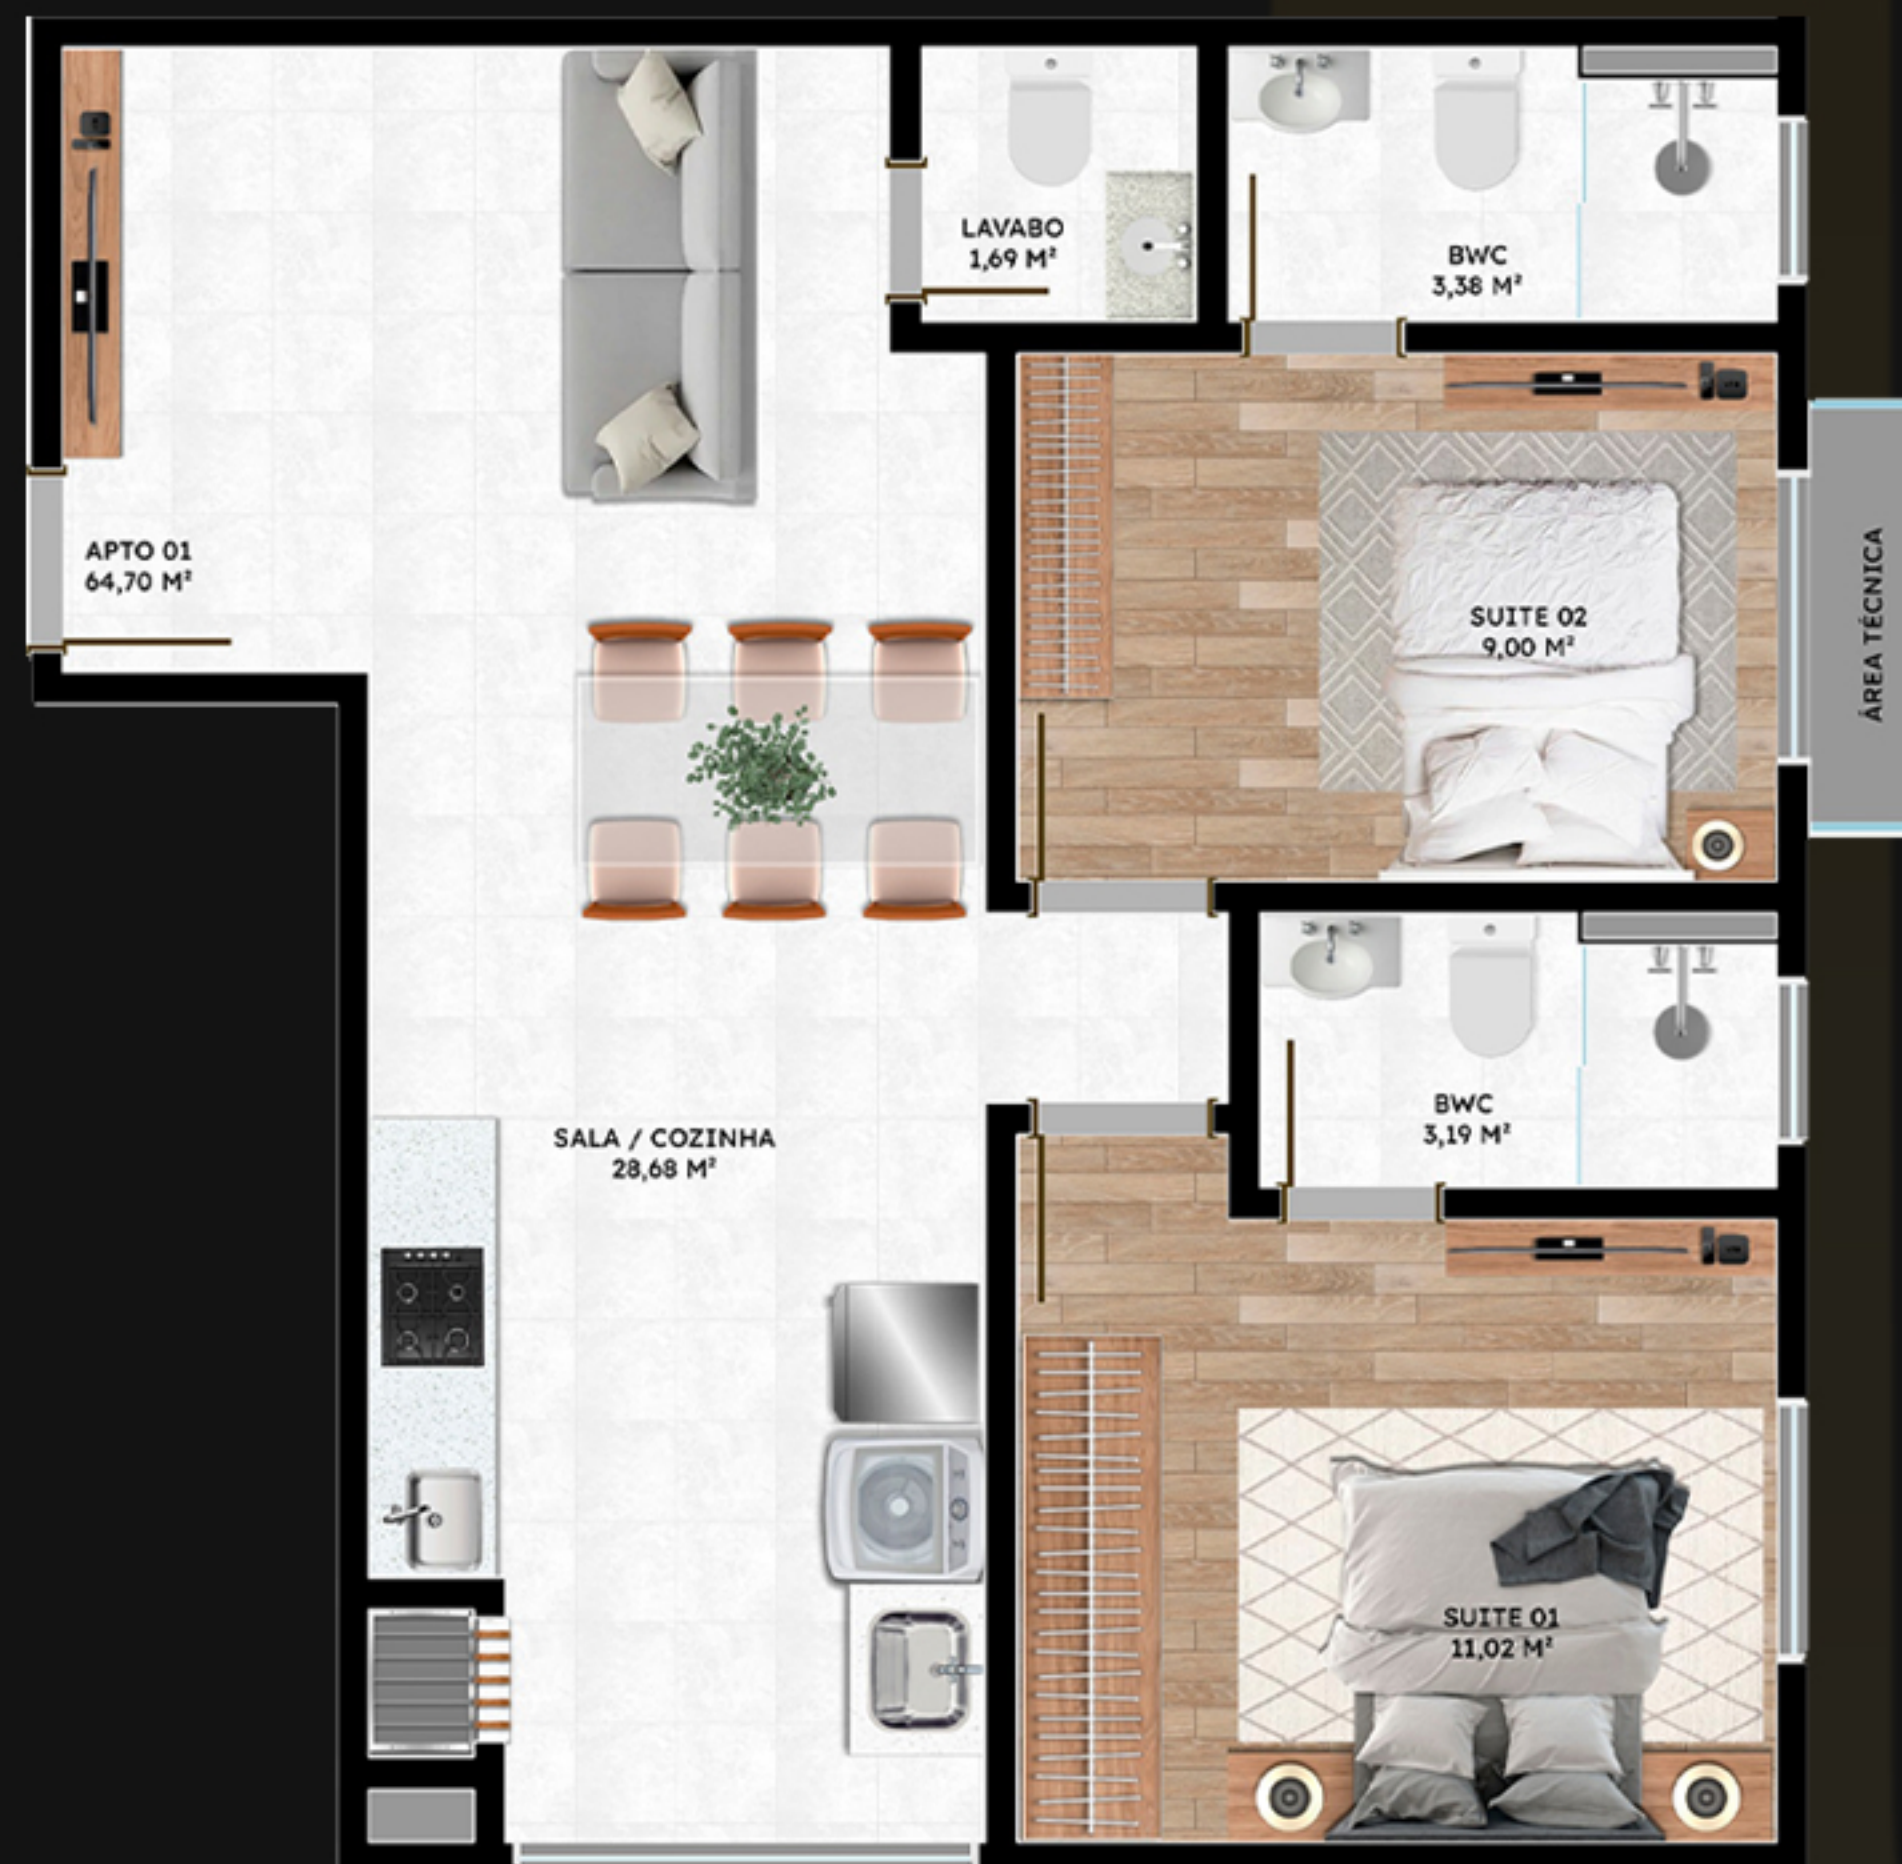 LAVABO
1,69 M²
BWC
3,38 M²
APTO 01
64,70 M²
SUITE 02
9,00 M²
ÁREA TÉCNICA
SALA / COZINHA
28,68 M²
BWC
3,19 M²
SUITE 01
11,02 M²